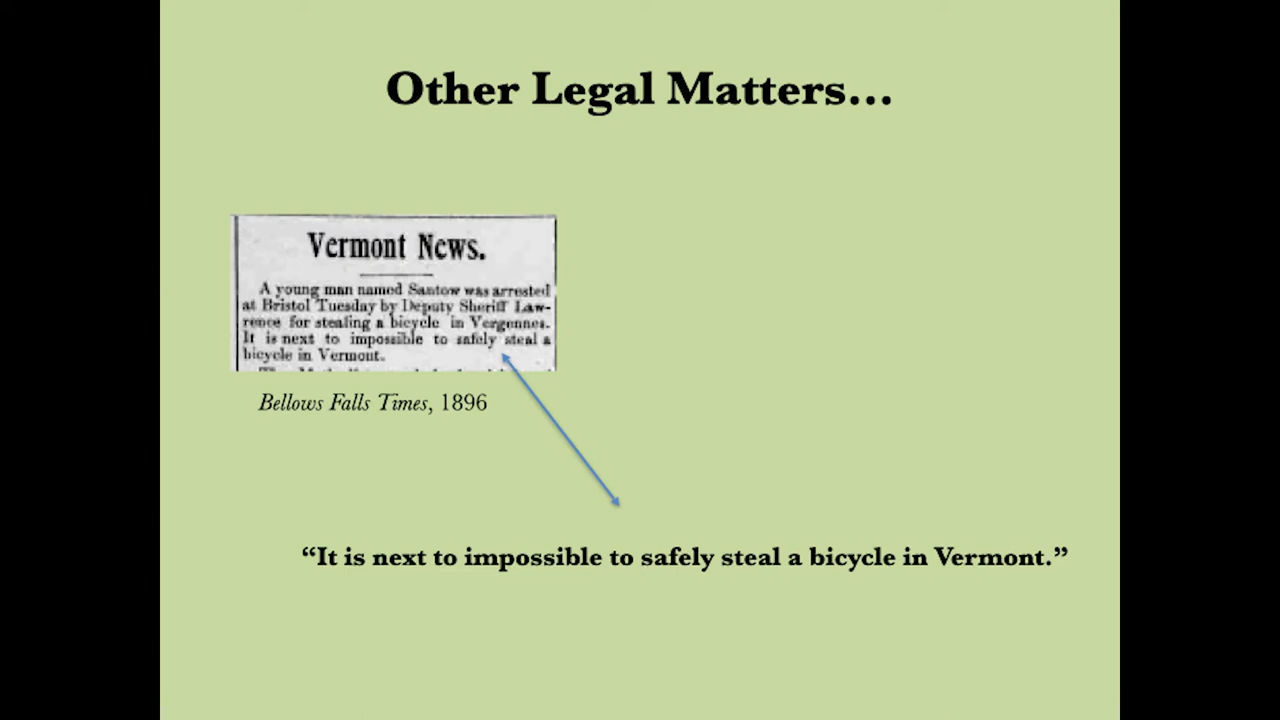 Other Legal Matters…
Vermont News.
A young man named Santow was arrested
at Bristol Tuesday by Deputy Sheriff Law-
rence for stealing a bicycle in Vergennes.
It is next to impossible to safely steal a
bicycle in Vermont.
Bellows Falls Times, 1896
“It is next to impossible to safely steal a bicycle in Vermont.”